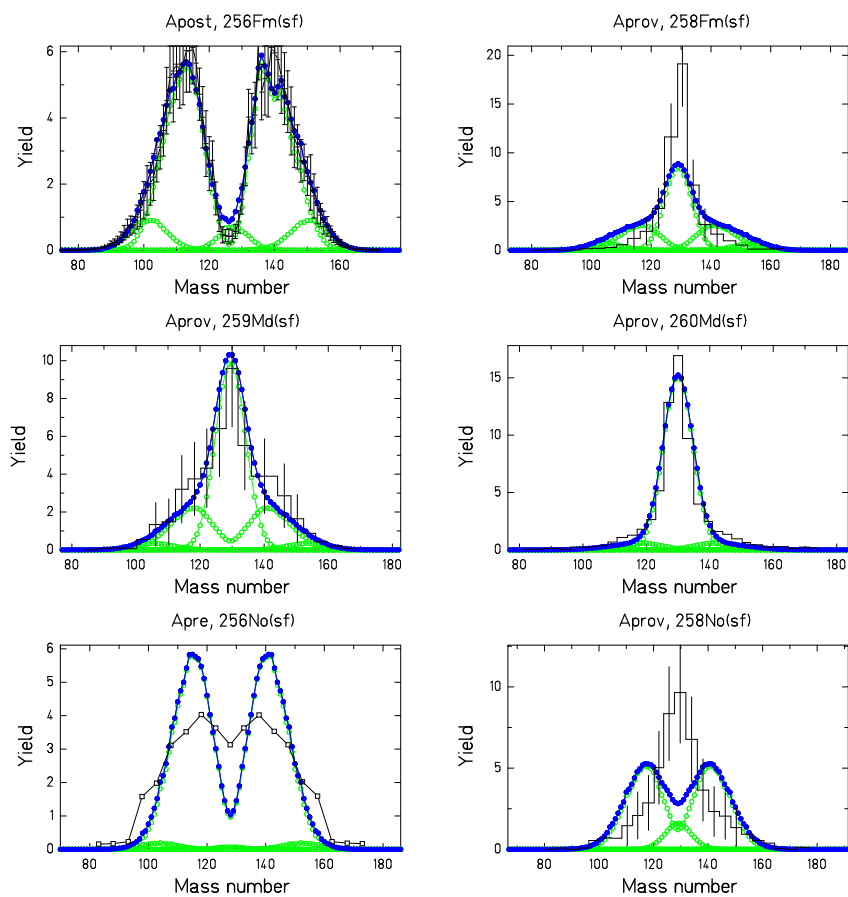 Apost, 256Fm(sf)
Yield
6
4
2
0
80 100 120 140 160
Mass number
Aprov, 258Fm(sf)
Yield
20
15
10
5
0
80 100 120 140 160 180
Mass number
Aprov, 259Md(sf)
Yield
10
8
6
4
2
0
80 100 120 140 160 180
Mass number
Aprov, 260Md(sf)
Yield
15
10
5
0
80 100 120 140 160 180
Mass number
Apre, 256No(sf)
Yield
6
5
4
3
2
1
0
80 100 120 140 160 180
Mass number
Aprov, 258No(sf)
Yield
10
5
0
80 100 120 140 160 180
Mass number